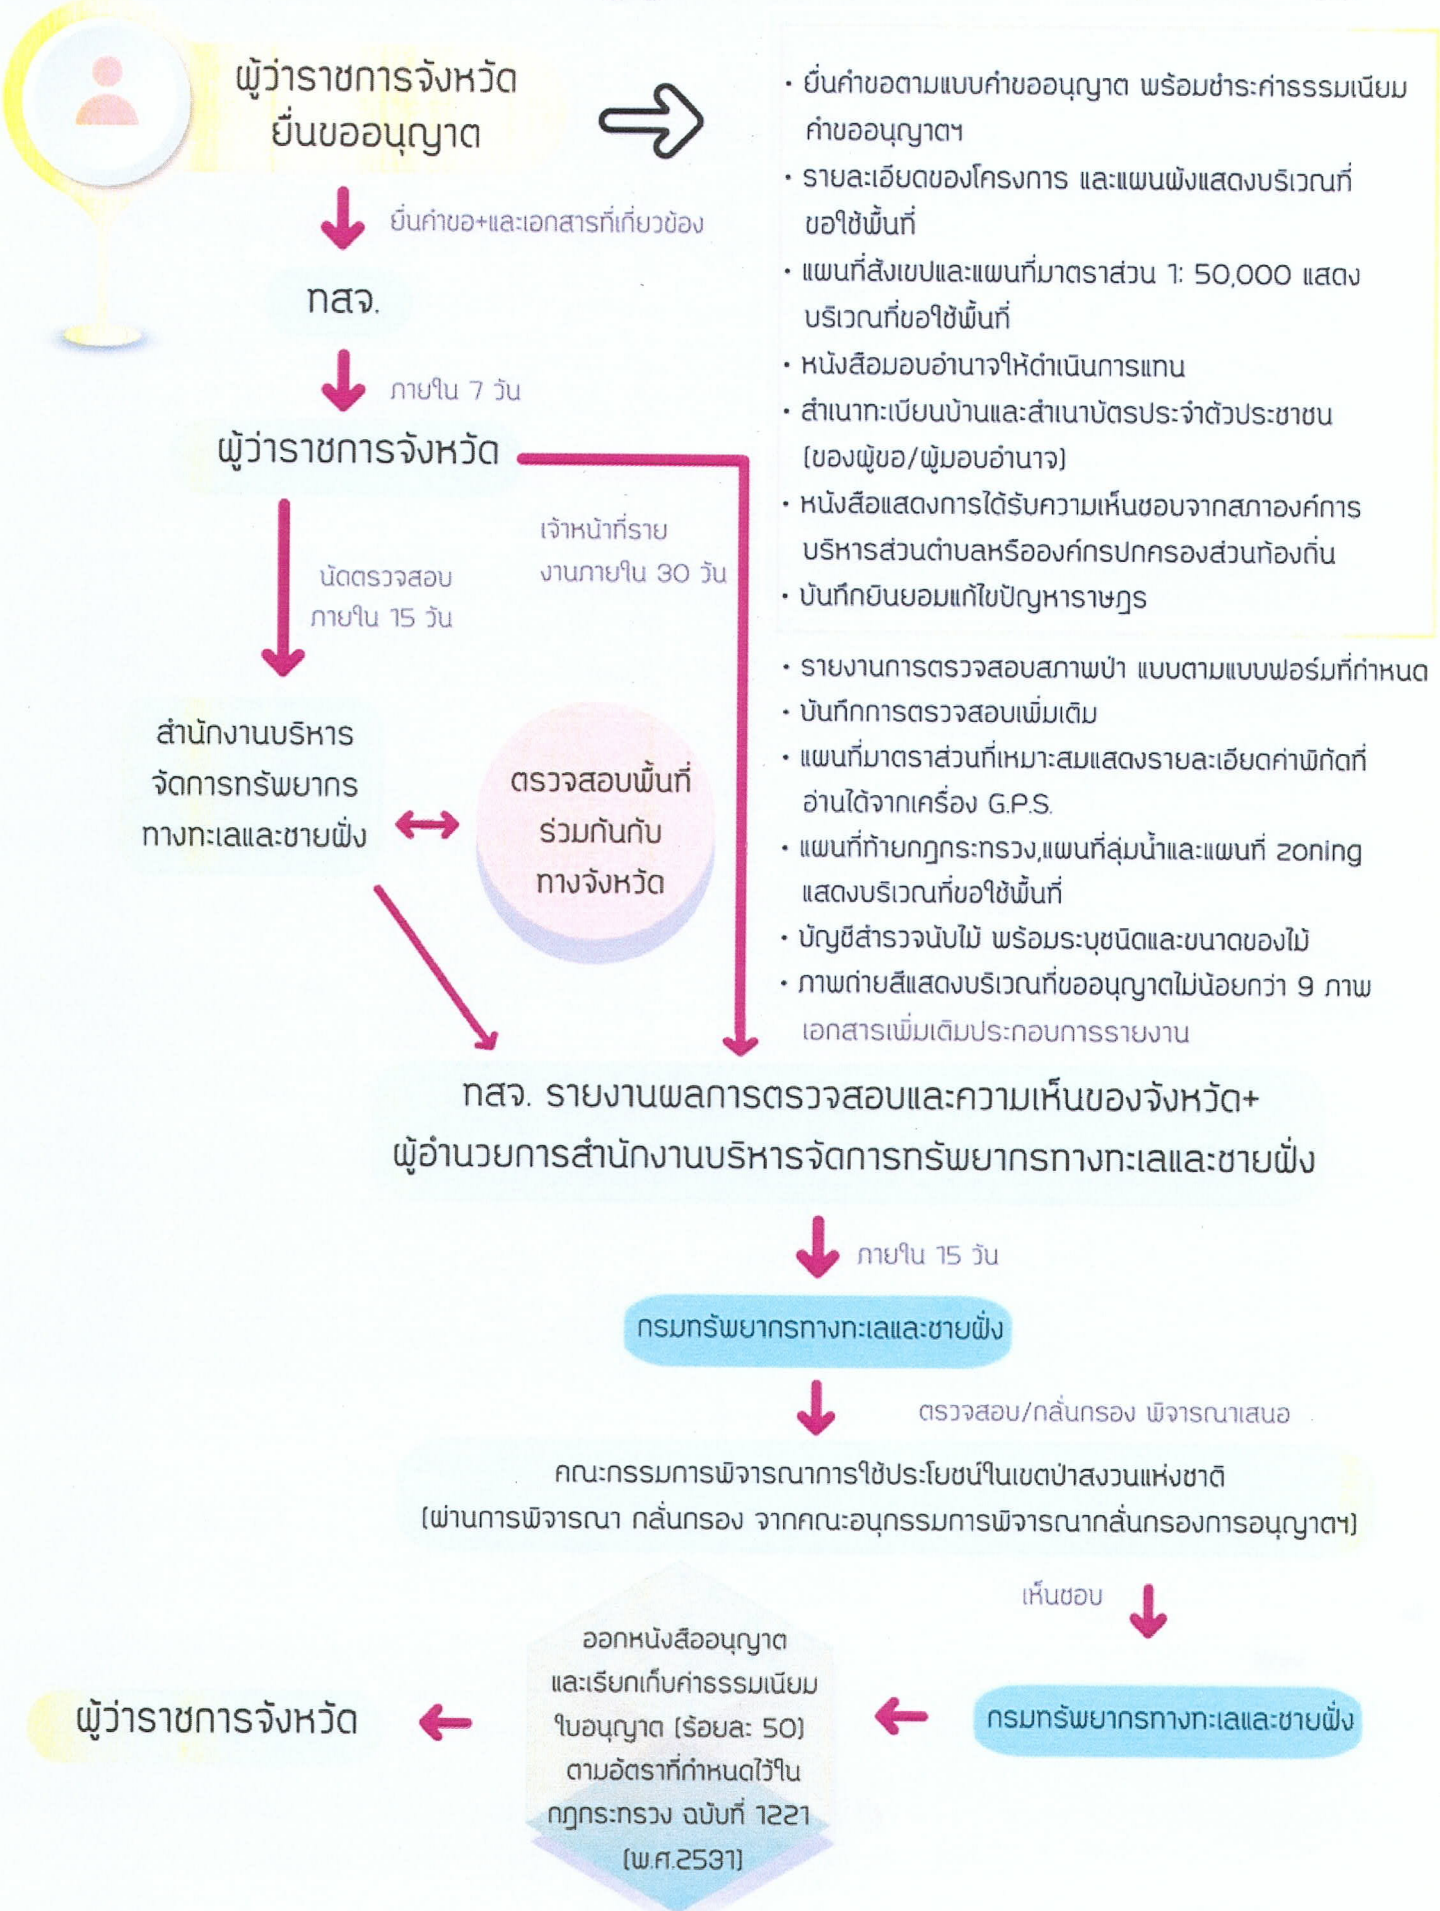 ผู้ว่าราชการจังหวัด
ยื่นขออนุญาต
• ยื่นคำขอตามแบบคำขออนุญาต พร้อมชำระค่าธรรมเนียม
คำขออนุญาตฯ
• รายละเอียดของโครงการ และแผนผังแสดงบริเวณที่
ขอใช้พื้นที่
• แผนที่สังเขปและแผนที่มาตราส่วน 1: 50,000 แสดง
บริเวณที่ขอใช้พื้นที่
• หนังสือมอบอำนาจให้ดำเนินการแทน
• สำเนาทะเบียนบ้านและสำเนาบัตรประจำตัวประชาชน
(ของผู้ขอ/ผู้มอบอำนาจ)
• หนังสือแสดงการได้รับความเห็นชอบจากสภาองค์การ
บริหารส่วนตำบลหรือองค์กรปกครองส่วนท้องถิ่น
• บันทึกยินยอมแก้ไขปัญหาราษฎร
ยื่นคำขอ+และเอกสารที่เกี่ยวข้อง
ทสจ.
ภายใน 7 วัน
ผู้ว่าราชการจังหวัด
เจ้าหน้าที่ราย
งานภายใน 30 วัน
นัดตรวจสอบ
ภายใน 15 วัน
สำนักงานบริหาร
จัดการทรัพยากร
ทางทะเลและชายฝั่ง
ตรวจสอบพื้นที่
ร่วมกันกับ
ทางจังหวัด
• รายงานการตรวจสอบสภาพป่า แบบตามแบบฟอร์มที่กำหนด
• บันทึกการตรวจสอบเพิ่มเติม
• แผนที่มาตราส่วนที่เหมาะสมแสดงรายละเอียดค่าพิกัดที่
อ่านได้จากเครื่อง G.P.S.
• แผนที่ท้ายกฎกระทรวง,แผนที่ลุ่มน้ำและแผนที่ zoning
แสดงบริเวณที่ขอใช้พื้นที่
• บัญชีสำรวจนับไม้ พร้อมระบุชนิดและขนาดของไม้
• ภาพถ่ายสีแสดงบริเวณที่ขออนุญาตไม่น้อยกว่า 9 ภาพ
เอกสารเพิ่มเติมประกอบการรายงาน
ทสจ. รายงานผลการตรวจสอบและความเห็นของจังหวัด+
ผู้อำนวยการสำนักงานบริหารจัดการทรัพยากรทางทะเลและชายฝั่ง
ภายใน 15 วัน
กรมทรัพยากรทางทะเลและชายฝั่ง
ตรวจสอบ/กลั่นกรอง พิจารณาเสนอ
คณะกรรมการพิจารณาการใช้ประโยชน์ในเขตป่าสงวนแห่งชาติ
(ผ่านการพิจารณา กลั่นกรอง จากคณะอนุกรรมการพิจารณากลั่นกรองการอนุญาตฯ)
เห็นชอบ
กรมทรัพยากรทางทะเลและชายฝั่ง
ออกหนังสืออนุญาต
และเรียกเก็บค่าธรรมเนียม
ใบอนุญาต (ร้อยละ 50)
ตามอัตราที่กำหนดไว้ใน
กฎกระทรวง ฉบับที่ 1221
(พ.ศ.2531)
ผู้ว่าราชการจังหวัด